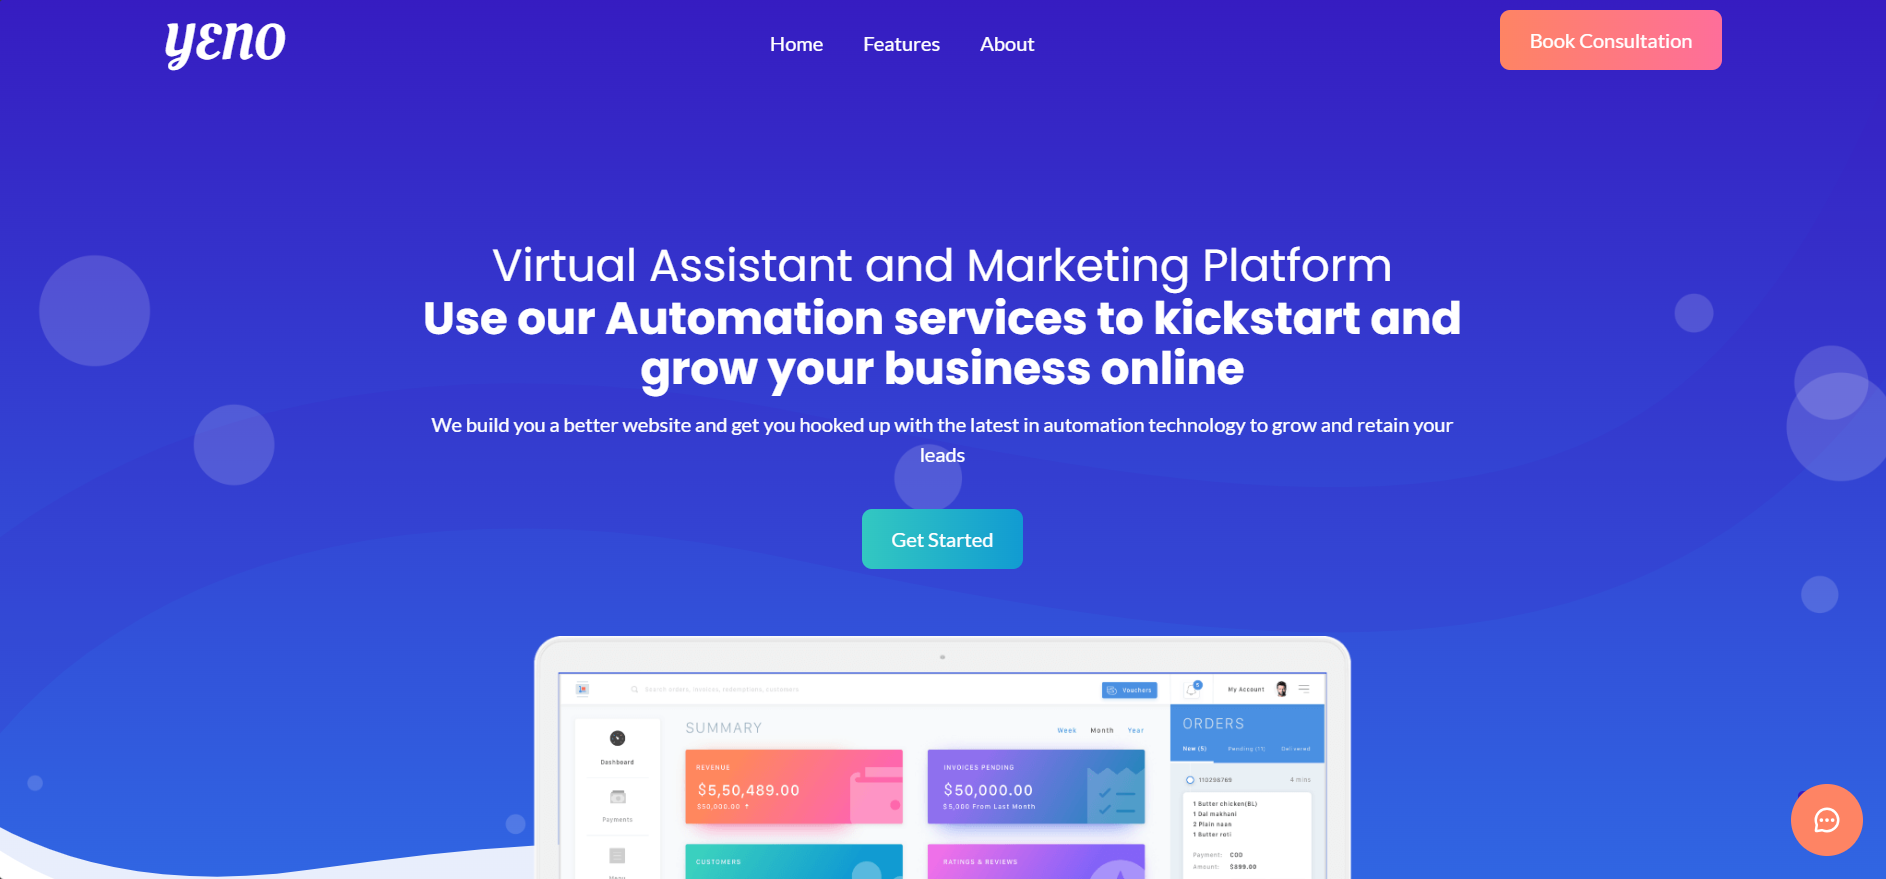 yeno
Home Features About
Book Consultation
Virtual Assistant and Marketing Platform
Use our Automation services to kickstart and
grow your business online
We build you a better website and get you hooked up with the latest in automation technology to grow and retain your
leads
Get Started
Search orders, invoices, redemptions, customers
Vouchers
5
My Account
SUMMARY
Week Month Year
ORDERS
New (5) Pending (11) Delivered
Dashboard
REVENUE
$5,50,489.00
$50,000.00 ↑
INVOICES PENDING
$50,000.00
$5,000 From Last Month
110236769 4 mins
1 Butter chicken(BL)
1 Dal makhani
2 Plain naan
1 Butter roti
Payments
Payment: COD
Amount: $899.00
CUSTOMERS
RATINGS & REVIEWS
Menu